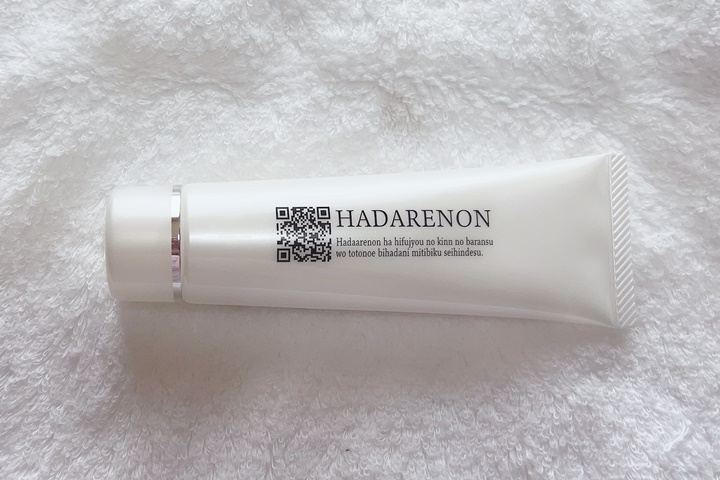 HADARENON
Hadaarenon ha hifujyou no kinn no baransu
wo totonoe bihadani mitibiku seihindesu.